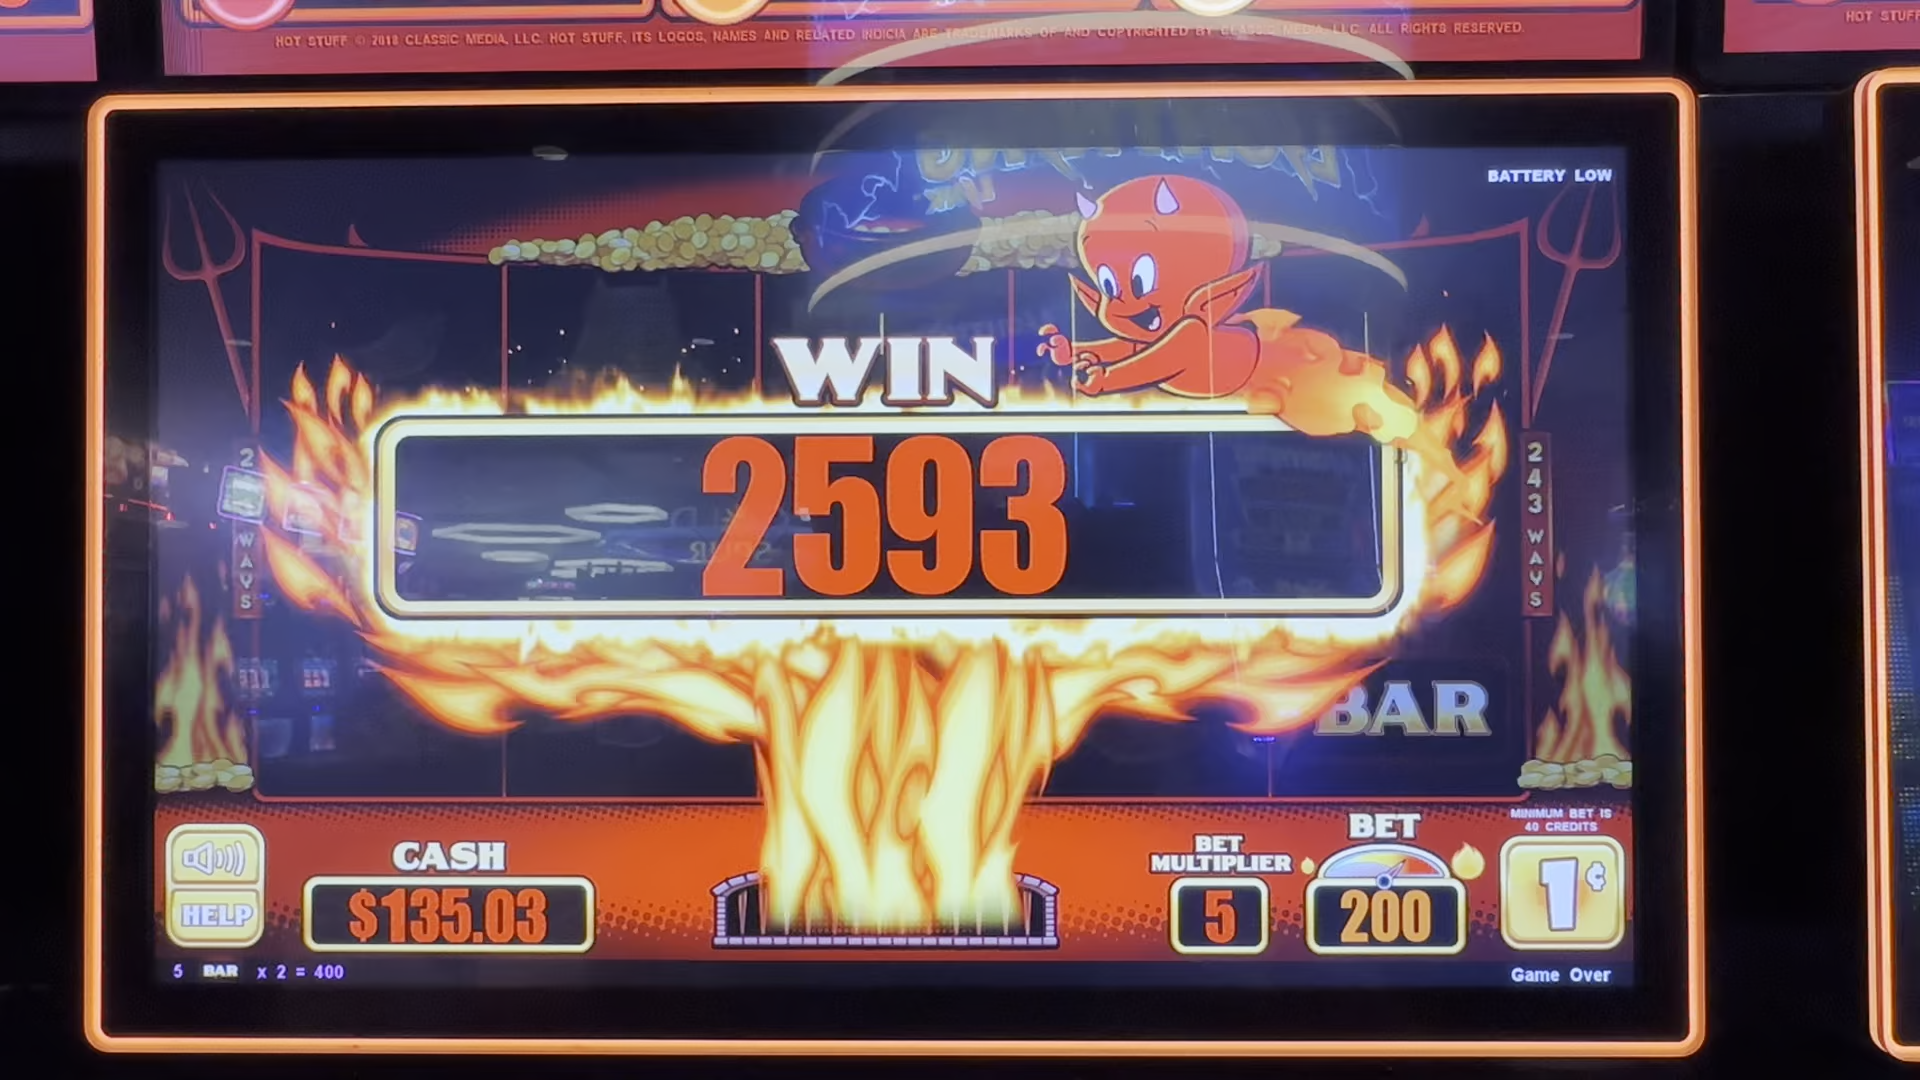 HOT STUFF © 2018 CLASSIC MEDIA, LLC. HOT STUFF, ITS LOGOS, NAMES AND RELATED INDICIA ARE TRADEMARKS OF AND COPYRIGHTED BY CLASSIC MEDIA, LLC. ALL RIGHTS RESERVED.
HOT STUFF
BATTERY LOW
WIN
2593
2
WAYS
243 WAYS
BAR
MINIMUM BET IS
40 CREDITS
CASH
$135.03
BET
MULTIPLIER
5
BET
200
1¢
HELP
5 BAR x 2 = 400
Game Over